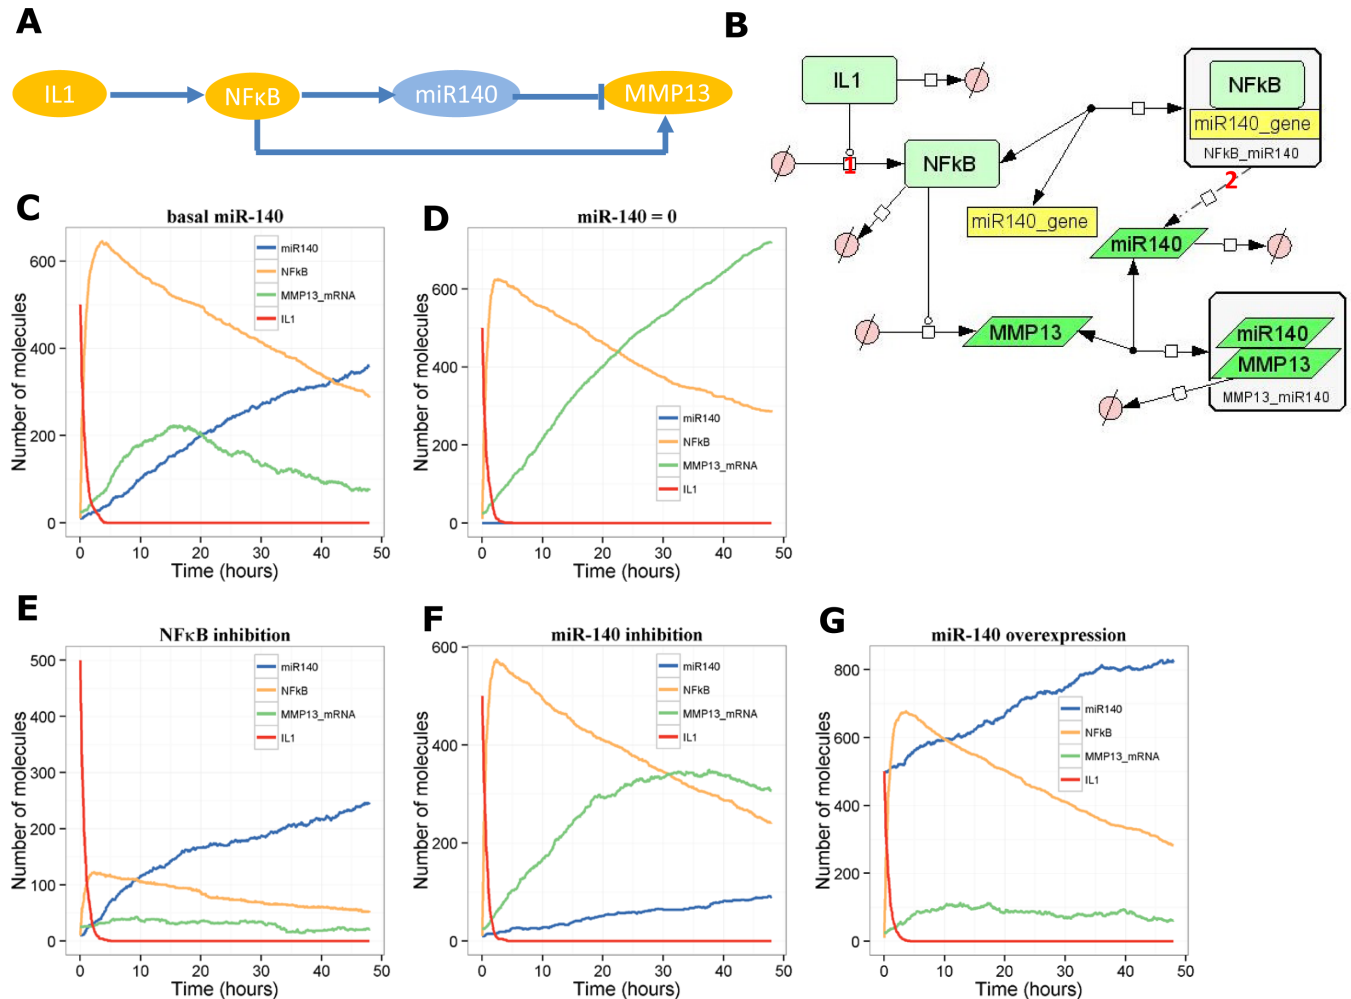 A
IL1
NFκB
miR140
MMP13
B
IL1
NFkB
miR140_gene
NFkB_miR140
1
NFkB
2
miR140_gene
miR140
MMP13
miR140
MMP13
MMP13_miR140
C
basal miR-140
Number of molecules
600
400
200
0
miR140
NFkB
MMP13_mRNA
IL1
0 10 20 30 40 50
Time (hours)
D
miR-140 = 0
Number of molecules
600
400
200
0
miR140
NFkB
MMP13_mRNA
IL1
0 10 20 30 40 50
Time (hours)
E
NFκB inhibition
Number of molecules
500
400
300
200
100
0
miR140
NFkB
MMP13_mRNA
IL1
0 10 20 30 40 50
Time (hours)
F
miR-140 inhibition
Number of molecules
600
400
200
0
miR140
NFkB
MMP13_mRNA
IL1
0 10 20 30 40 50
Time (hours)
G
miR-140 overexpression
Number of molecules
800
600
400
200
0
miR140
NFkB
MMP13_mRNA
IL1
0 10 20 30 40 50
Time (hours)